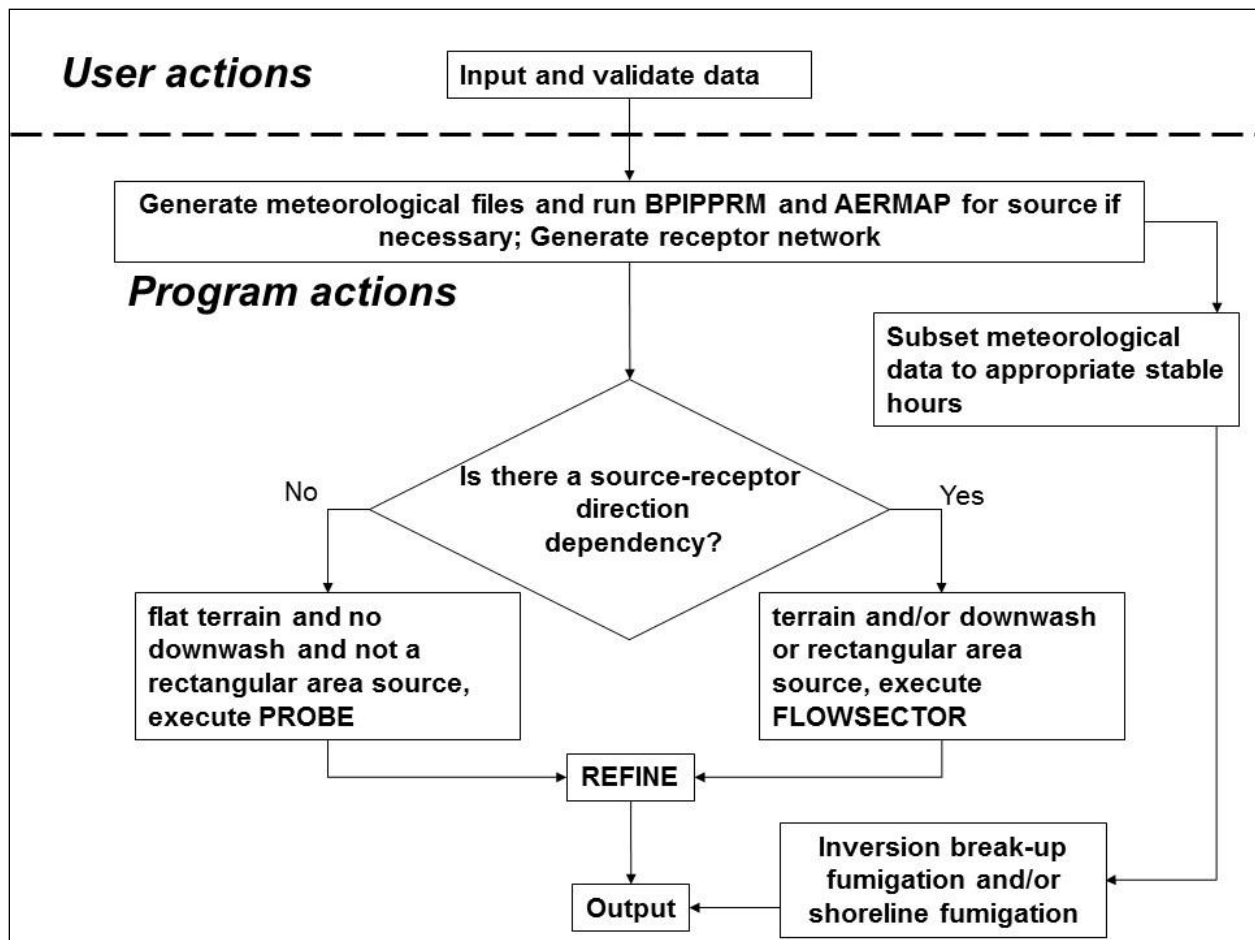 User actions
Input and validate data
Generate meteorological files and run BPIPPRM and AERMAP for source if
necessary; Generate receptor network
Program actions
Subset meteorological
data to appropriate stable
hours
Is there a source-receptor
direction
dependency?
No
Yes
flat terrain and no
downwash and not a
rectangular area source,
execute PROBE
terrain and/or downwash
or rectangular area
source, execute
FLOWSECTOR
REFINE
Inversion break-up
fumigation and/or
shoreline fumigation
Output